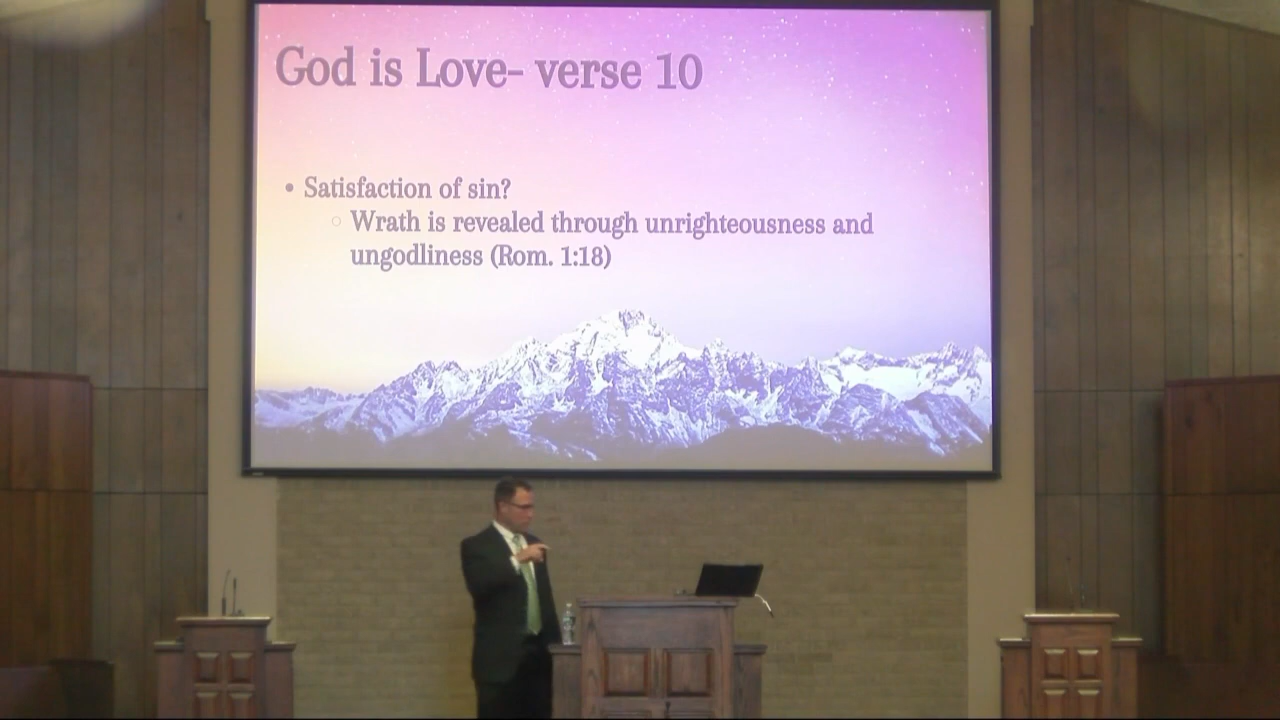 God is Love- verse 10
• Satisfaction of sin?
○ Wrath is revealed through unrighteousness and
ungodliness (Rom. 1:18)